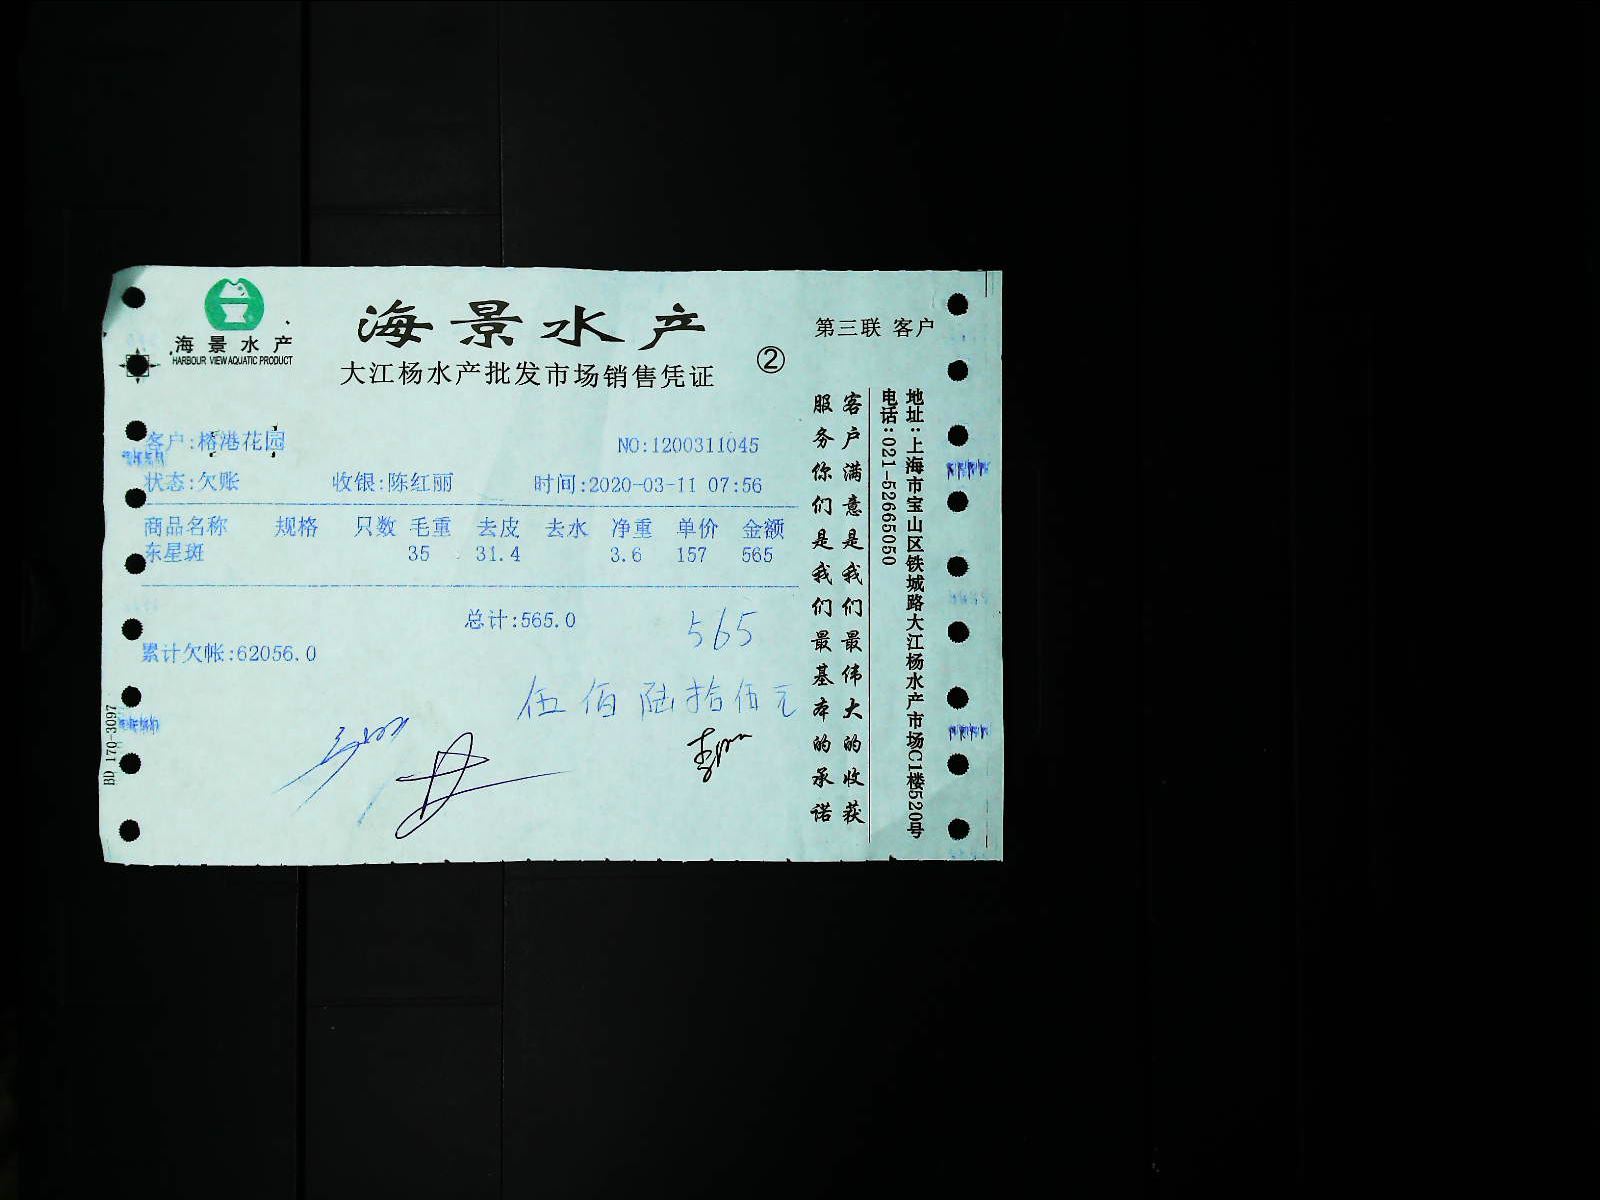 海景水产
HARBOUR VIEW AQUATIC PRODUCT
海景水产
大江杨水产批发市场销售凭证
②
第三联 客户
客户:榕港花园
NO:1200311045
状态:欠账 收银:陈红丽 时间:2020-03-11 07:56
商品名称 规格 只数 毛重 去皮 去水 净重 单价 金额
东星斑 35 31.4 3.6 157 565
总计:565.0
565
累计欠帐:62056.0
伍佰陆拾伍元
客户满意是我们最伟大的收获
服务你们是我们最基本的承诺
地址:上海市宝山区铁城路大江杨水产市场C1楼520号
电话:021-52665050
BD 170-3097